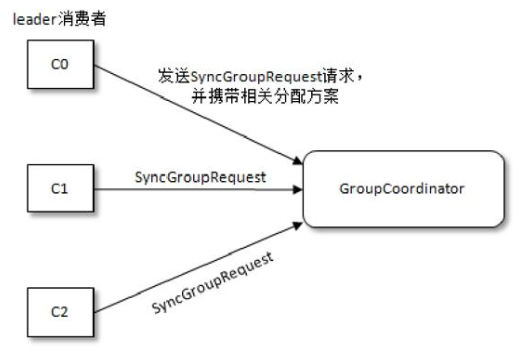 leader消费者
C0
发送SyncGroupRequest请求，
并携带相关分配方案
C1
SyncGroupRequest
GroupCoordinator
SyncGroupRequest
C2